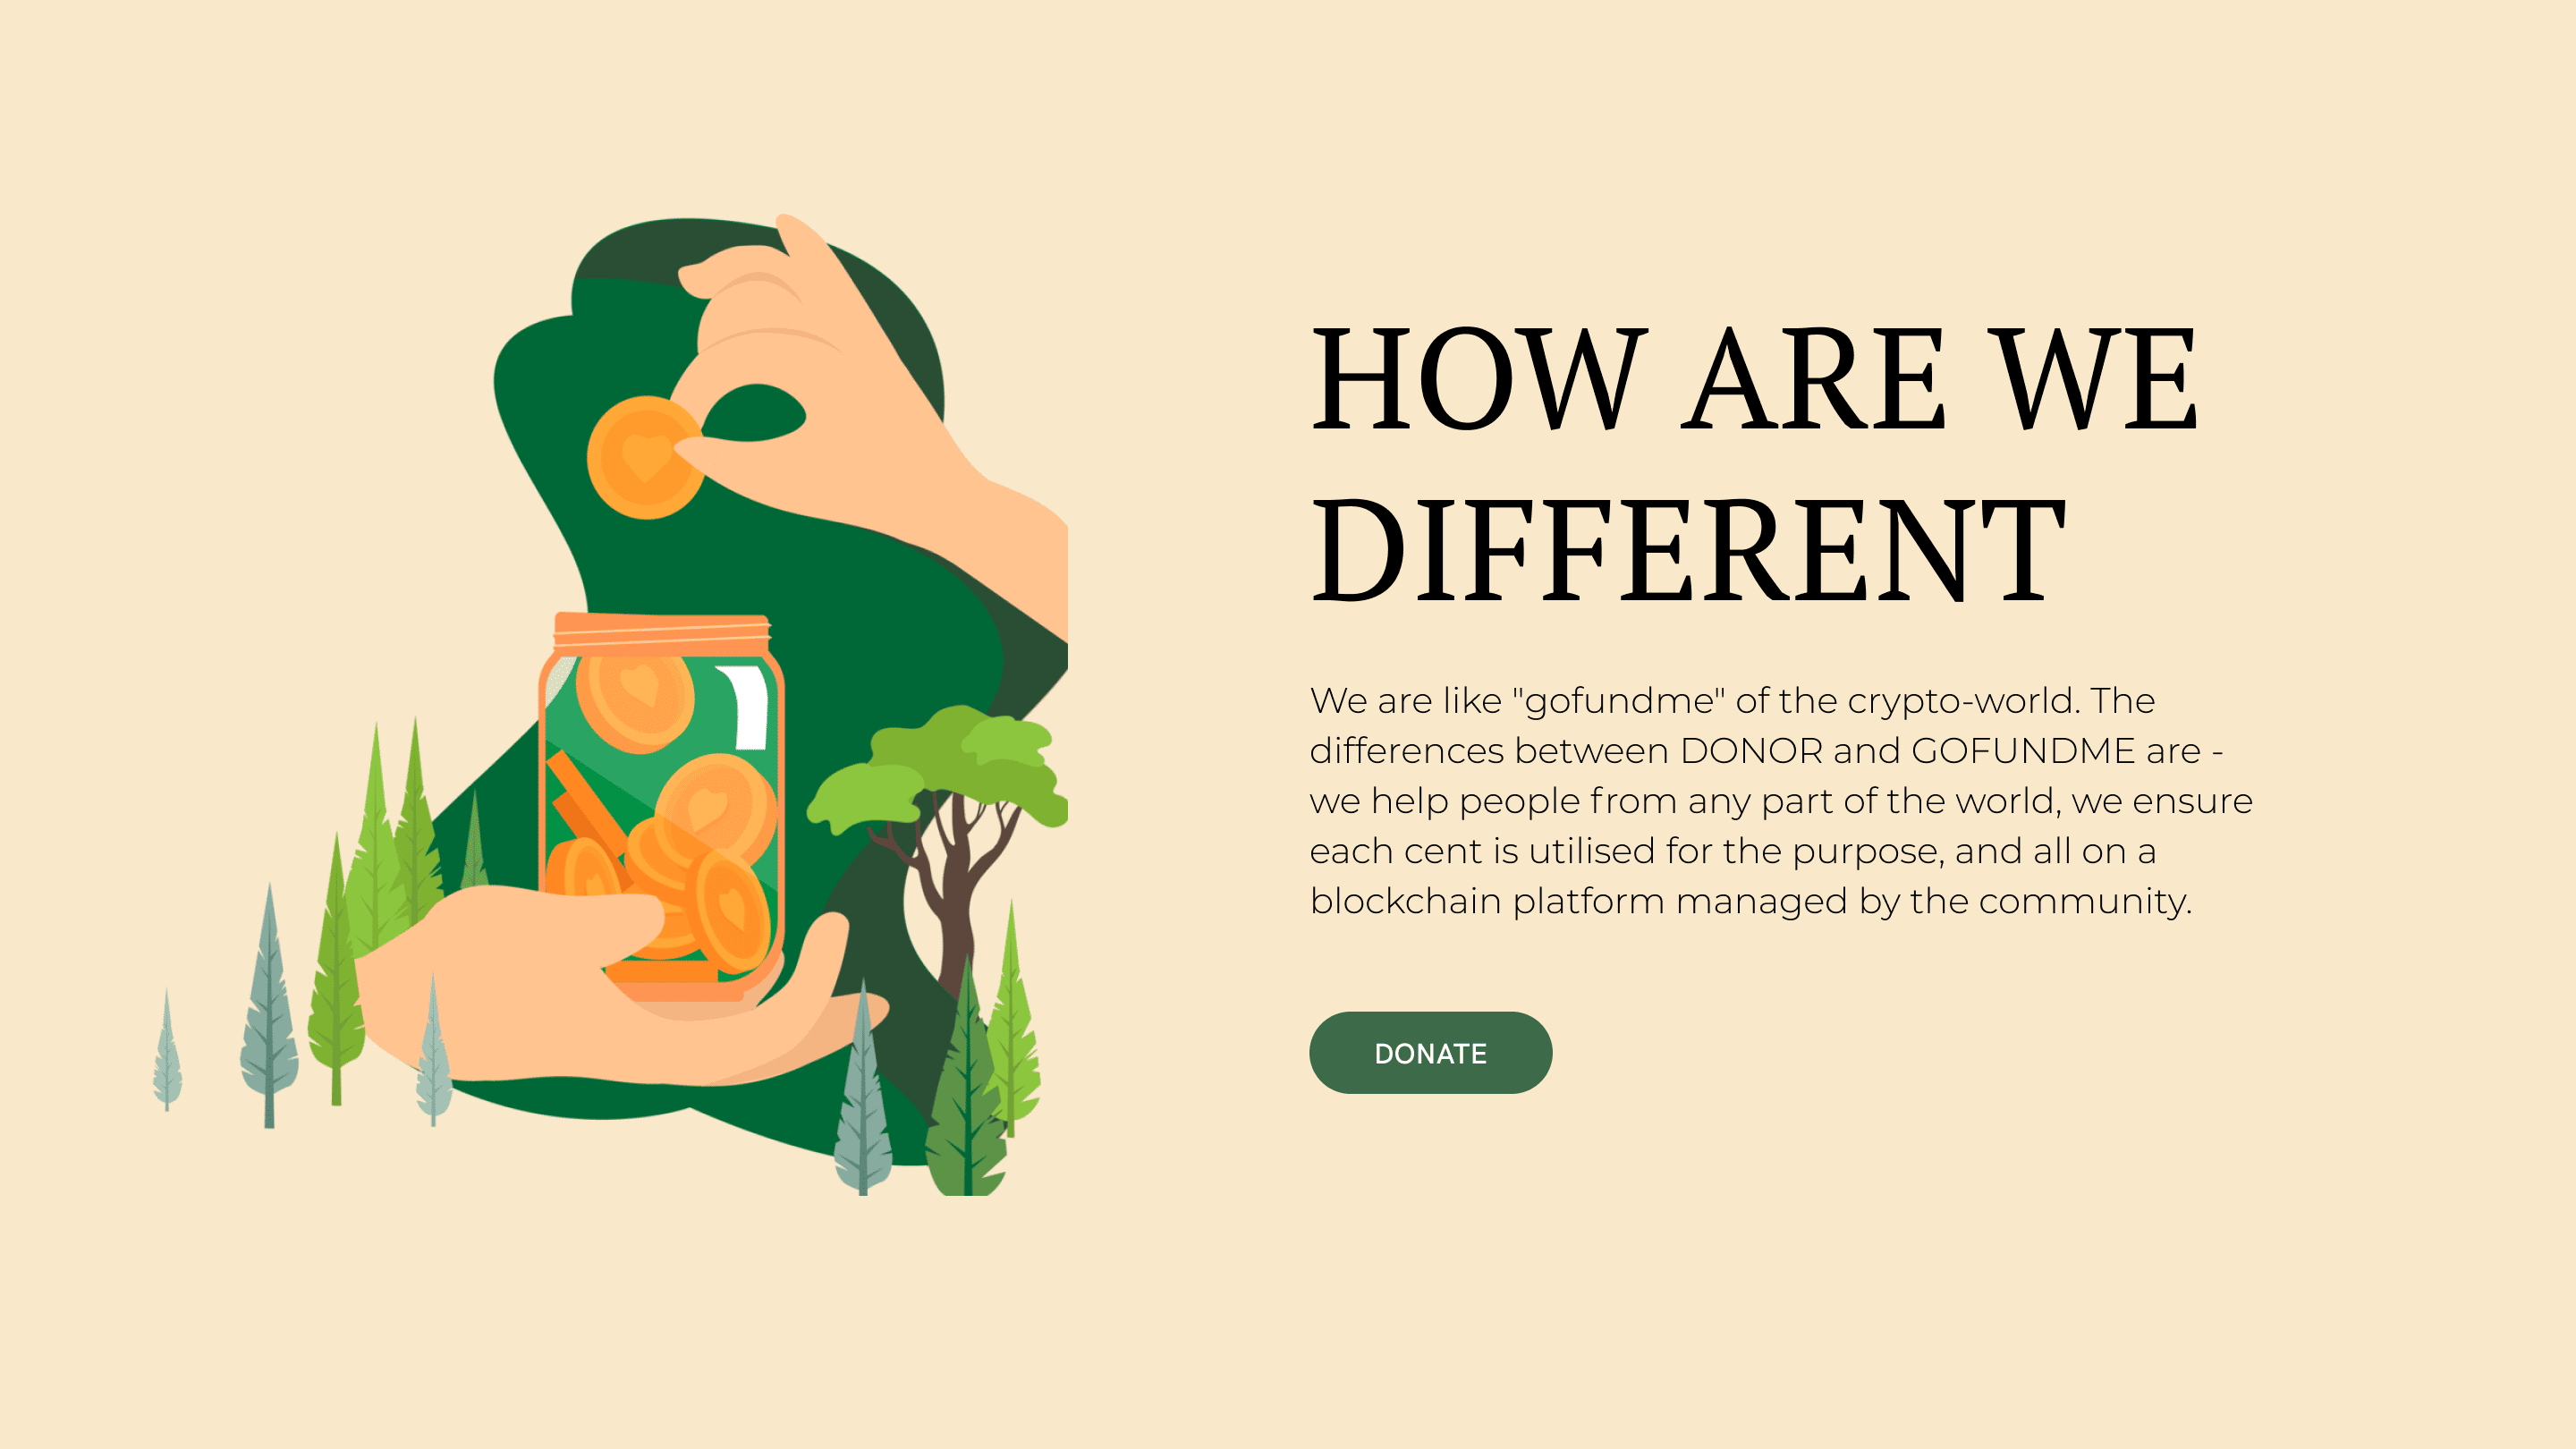 HOW ARE WE
DIFFERENT
We are like "gofundme" of the crypto-world. The
differences between DONOR and GOFUNDME are -
we help people from any part of the world, we ensure
each cent is utilised for the purpose, and all on a
blockchain platform managed by the community.
DONATE